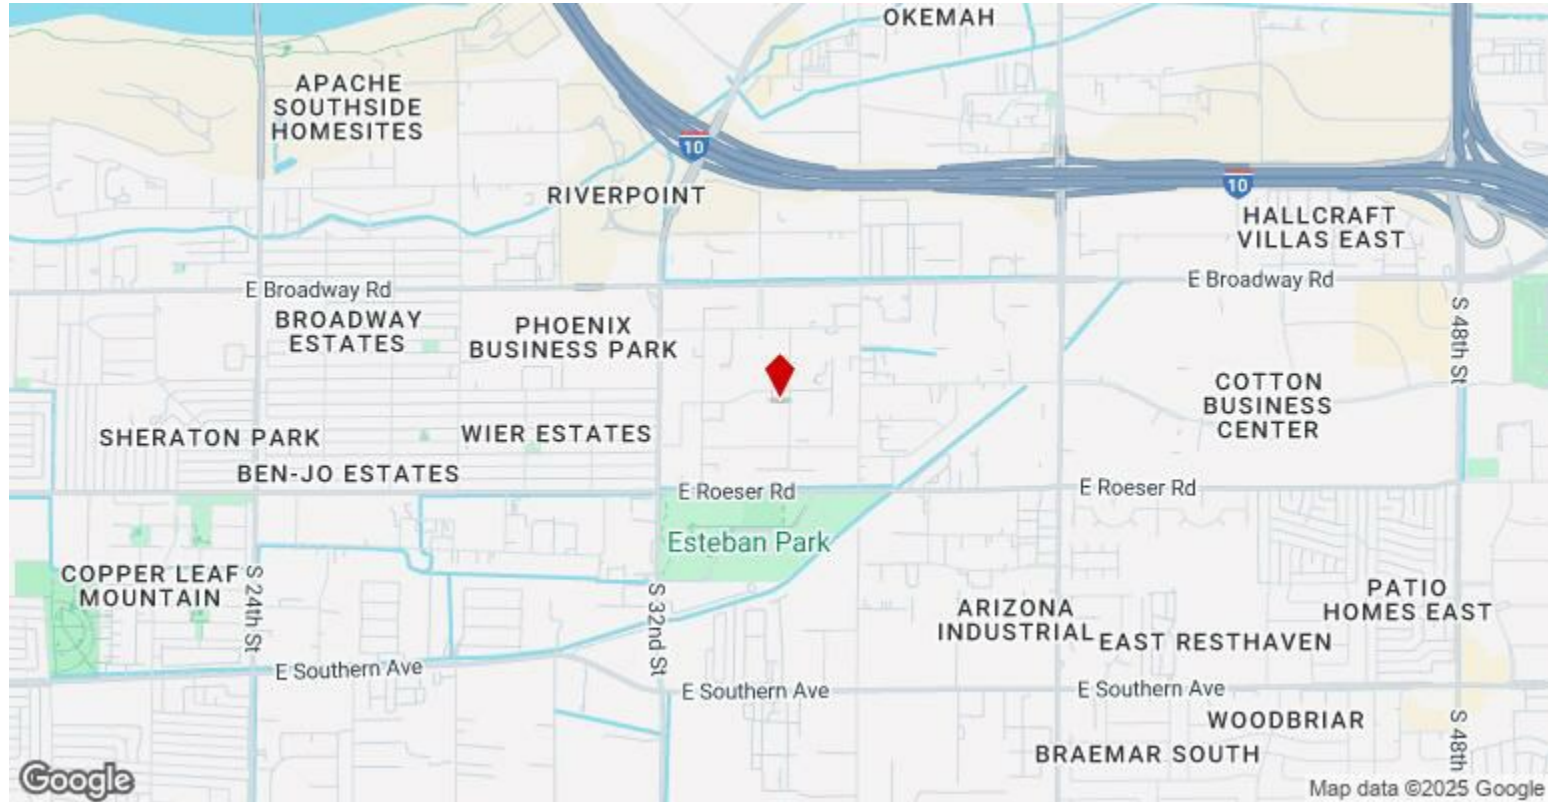 OKEMAH
APACHE
SOUTHSIDE
HOMESITES
10
10
RIVERPOINT
HALLCRAFT
VILLAS EAST
E Broadway Rd
E Broadway Rd
BROADWAY
ESTATES
PHOENIX
BUSINESS PARK
S 48th St
COTTON
BUSINESS
CENTER
SHERATON PARK
WIER ESTATES
BEN-JO ESTATES
E Roeser Rd
E Roeser Rd
Esteban Park
COPPER LEAF
MOUNTAIN
S 24th St
S 32nd St
ARIZONA
INDUSTRIAL
PATIO
HOMES EAST
EAST RESTHAVEN
E Southern Ave
E Southern Ave
E Southern Ave
WOODBRIAR
S 48th
BRAEMAR SOUTH
Google
Map data ©2025 Google